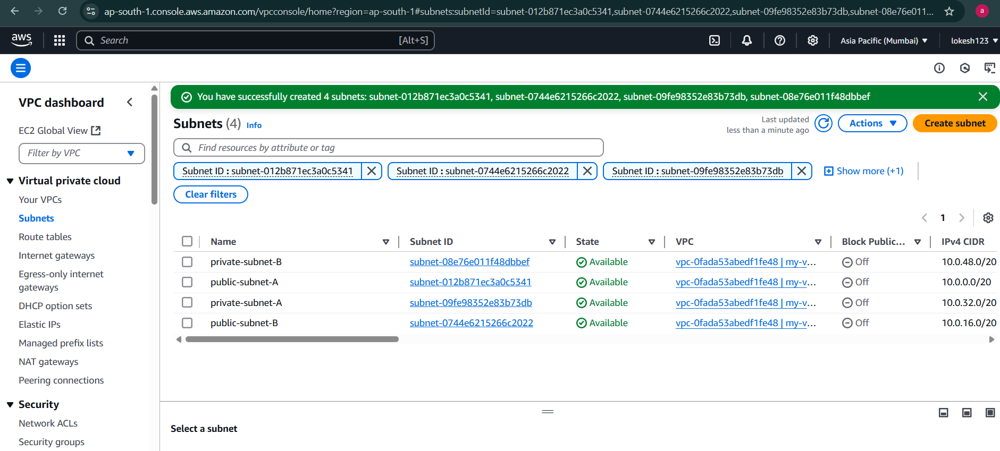 ap-south-1.console.aws.amazon.com/vpcconsole/home?region=ap-south-1#subnets:subnetId=subnet-012b871ec3a0c5341,subnet-0744e6215266c2022,subnet-09fe98352e83b73db,subnet-08e76e011... a
aws Search [Alt+S] Asia Pacific (Mumbai) lokesh123
VPC dashboard
EC2 Global View
Filter by VPC
Virtual private cloud
Your VPCs
Subnets
Route tables
Internet gateways
Egress-only internet
gateways
DHCP option sets
Elastic IPs
Managed prefix lists
NAT gateways
Peering connections
Security
Network ACLs
Security groups
You have successfully created 4 subnets: subnet-012b871ec3a0c5341, subnet-0744e6215266c2022, subnet-09fe98352e83b73db, subnet-08e76e011f48dbbef
Subnets (4) Info
Last updated
less than a minute ago
Actions
Create subnet
Find resources by attribute or tag
Subnet ID : subnet-012b871ec3a0c5341 Subnet ID : subnet-0744e6215266c2022 Subnet ID : subnet-09fe98352e83b73db Show more (+1)
Clear filters
1
Name Subnet ID State VPC Block Public... IPv4 CIDR
private-subnet-B subnet-08e76e011f48dbbef Available vpc-0fada53abedf1fe48 | my-v... Off 10.0.48.0/20
public-subnet-A subnet-012b871ec3a0c5341 Available vpc-0fada53abedf1fe48 | my-v... Off 10.0.0.0/20
private-subnet-A subnet-09fe98352e83b73db Available vpc-0fada53abedf1fe48 | my-v... Off 10.0.32.0/20
public-subnet-B subnet-0744e6215266c2022 Available vpc-0fada53abedf1fe48 | my-v... Off 10.0.16.0/20
Select a subnet